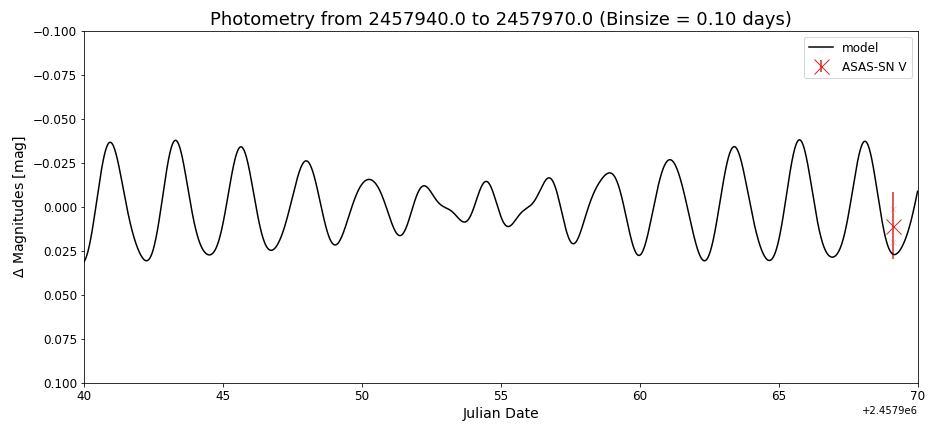 Photometry from 2457940.0 to 2457970.0 (Binsize = 0.10 days)
−0.100
−0.075
−0.050
−0.025
0.000
0.025
0.050
0.075
0.100
Δ Magnitudes [mag]
model
ASAS-SN V
40 45 50 55 60 65 70
+2.4579e6
Julian Date